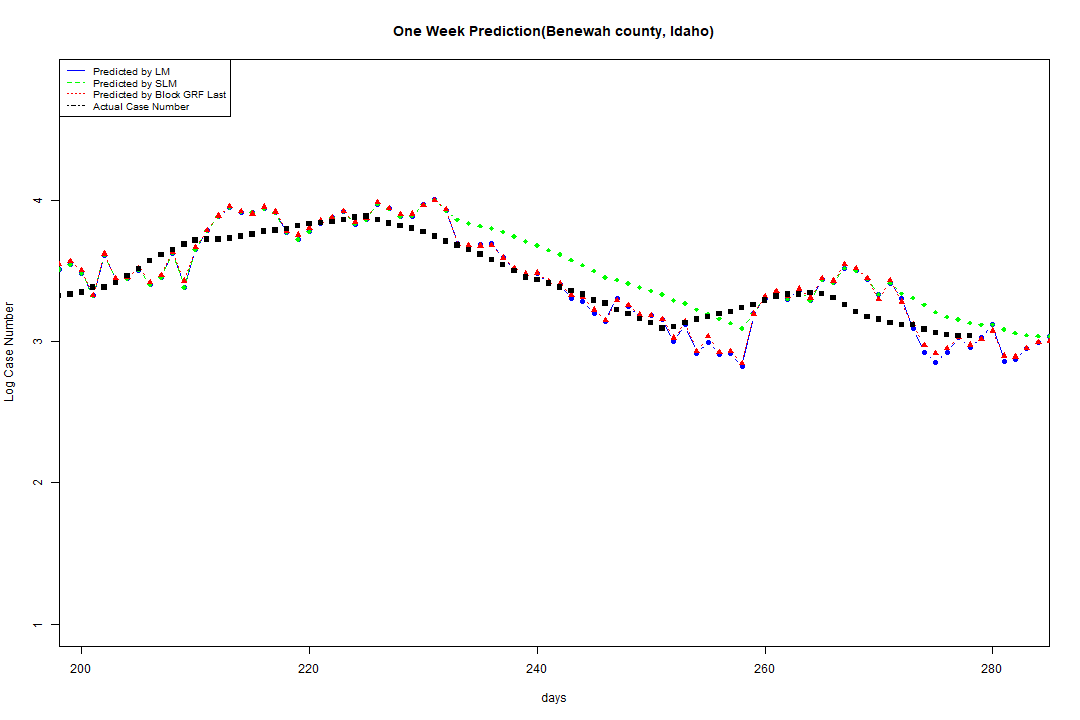 One Week Prediction(Benewah county, Idaho)
Predicted by LM
Predicted by SLM
Predicted by Block GRF Last
Actual Case Number
4
3
2
1
Log Case Number
200 220 240 260 280
days